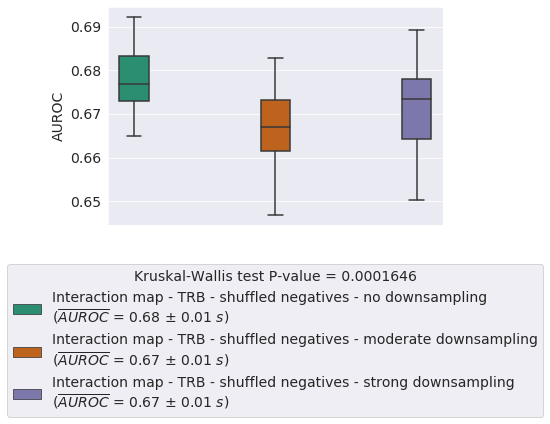 0.69
0.68
0.67
0.66
0.65
AUROC
Kruskal-Wallis test P-value = 0.0001646
Interaction map - TRB - shuffled negatives - no downsampling
(AUROC = 0.68 ± 0.01 s)
Interaction map - TRB - shuffled negatives - moderate downsampling
(AUROC = 0.67 ± 0.01 s)
Interaction map - TRB - shuffled negatives - strong downsampling
(AUROC = 0.67 ± 0.01 s)